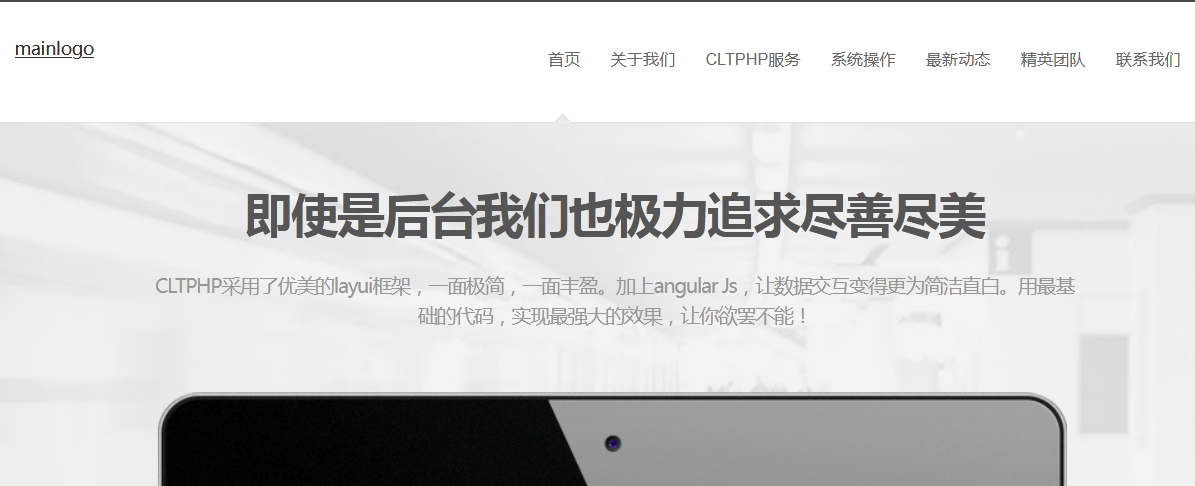 mainlogo
首页 关于我们 CLTPHP服务 系统操作 最新动态 精英团队 联系我们
即使是后台我们也极力追求尽善尽美
CLTPHP采用了优美的layui框架，一面极简，一面丰盈。加上angular Js，让数据交互变得更为简洁直白。用最基
础的代码，实现最强大的效果，让你欲罢不能！